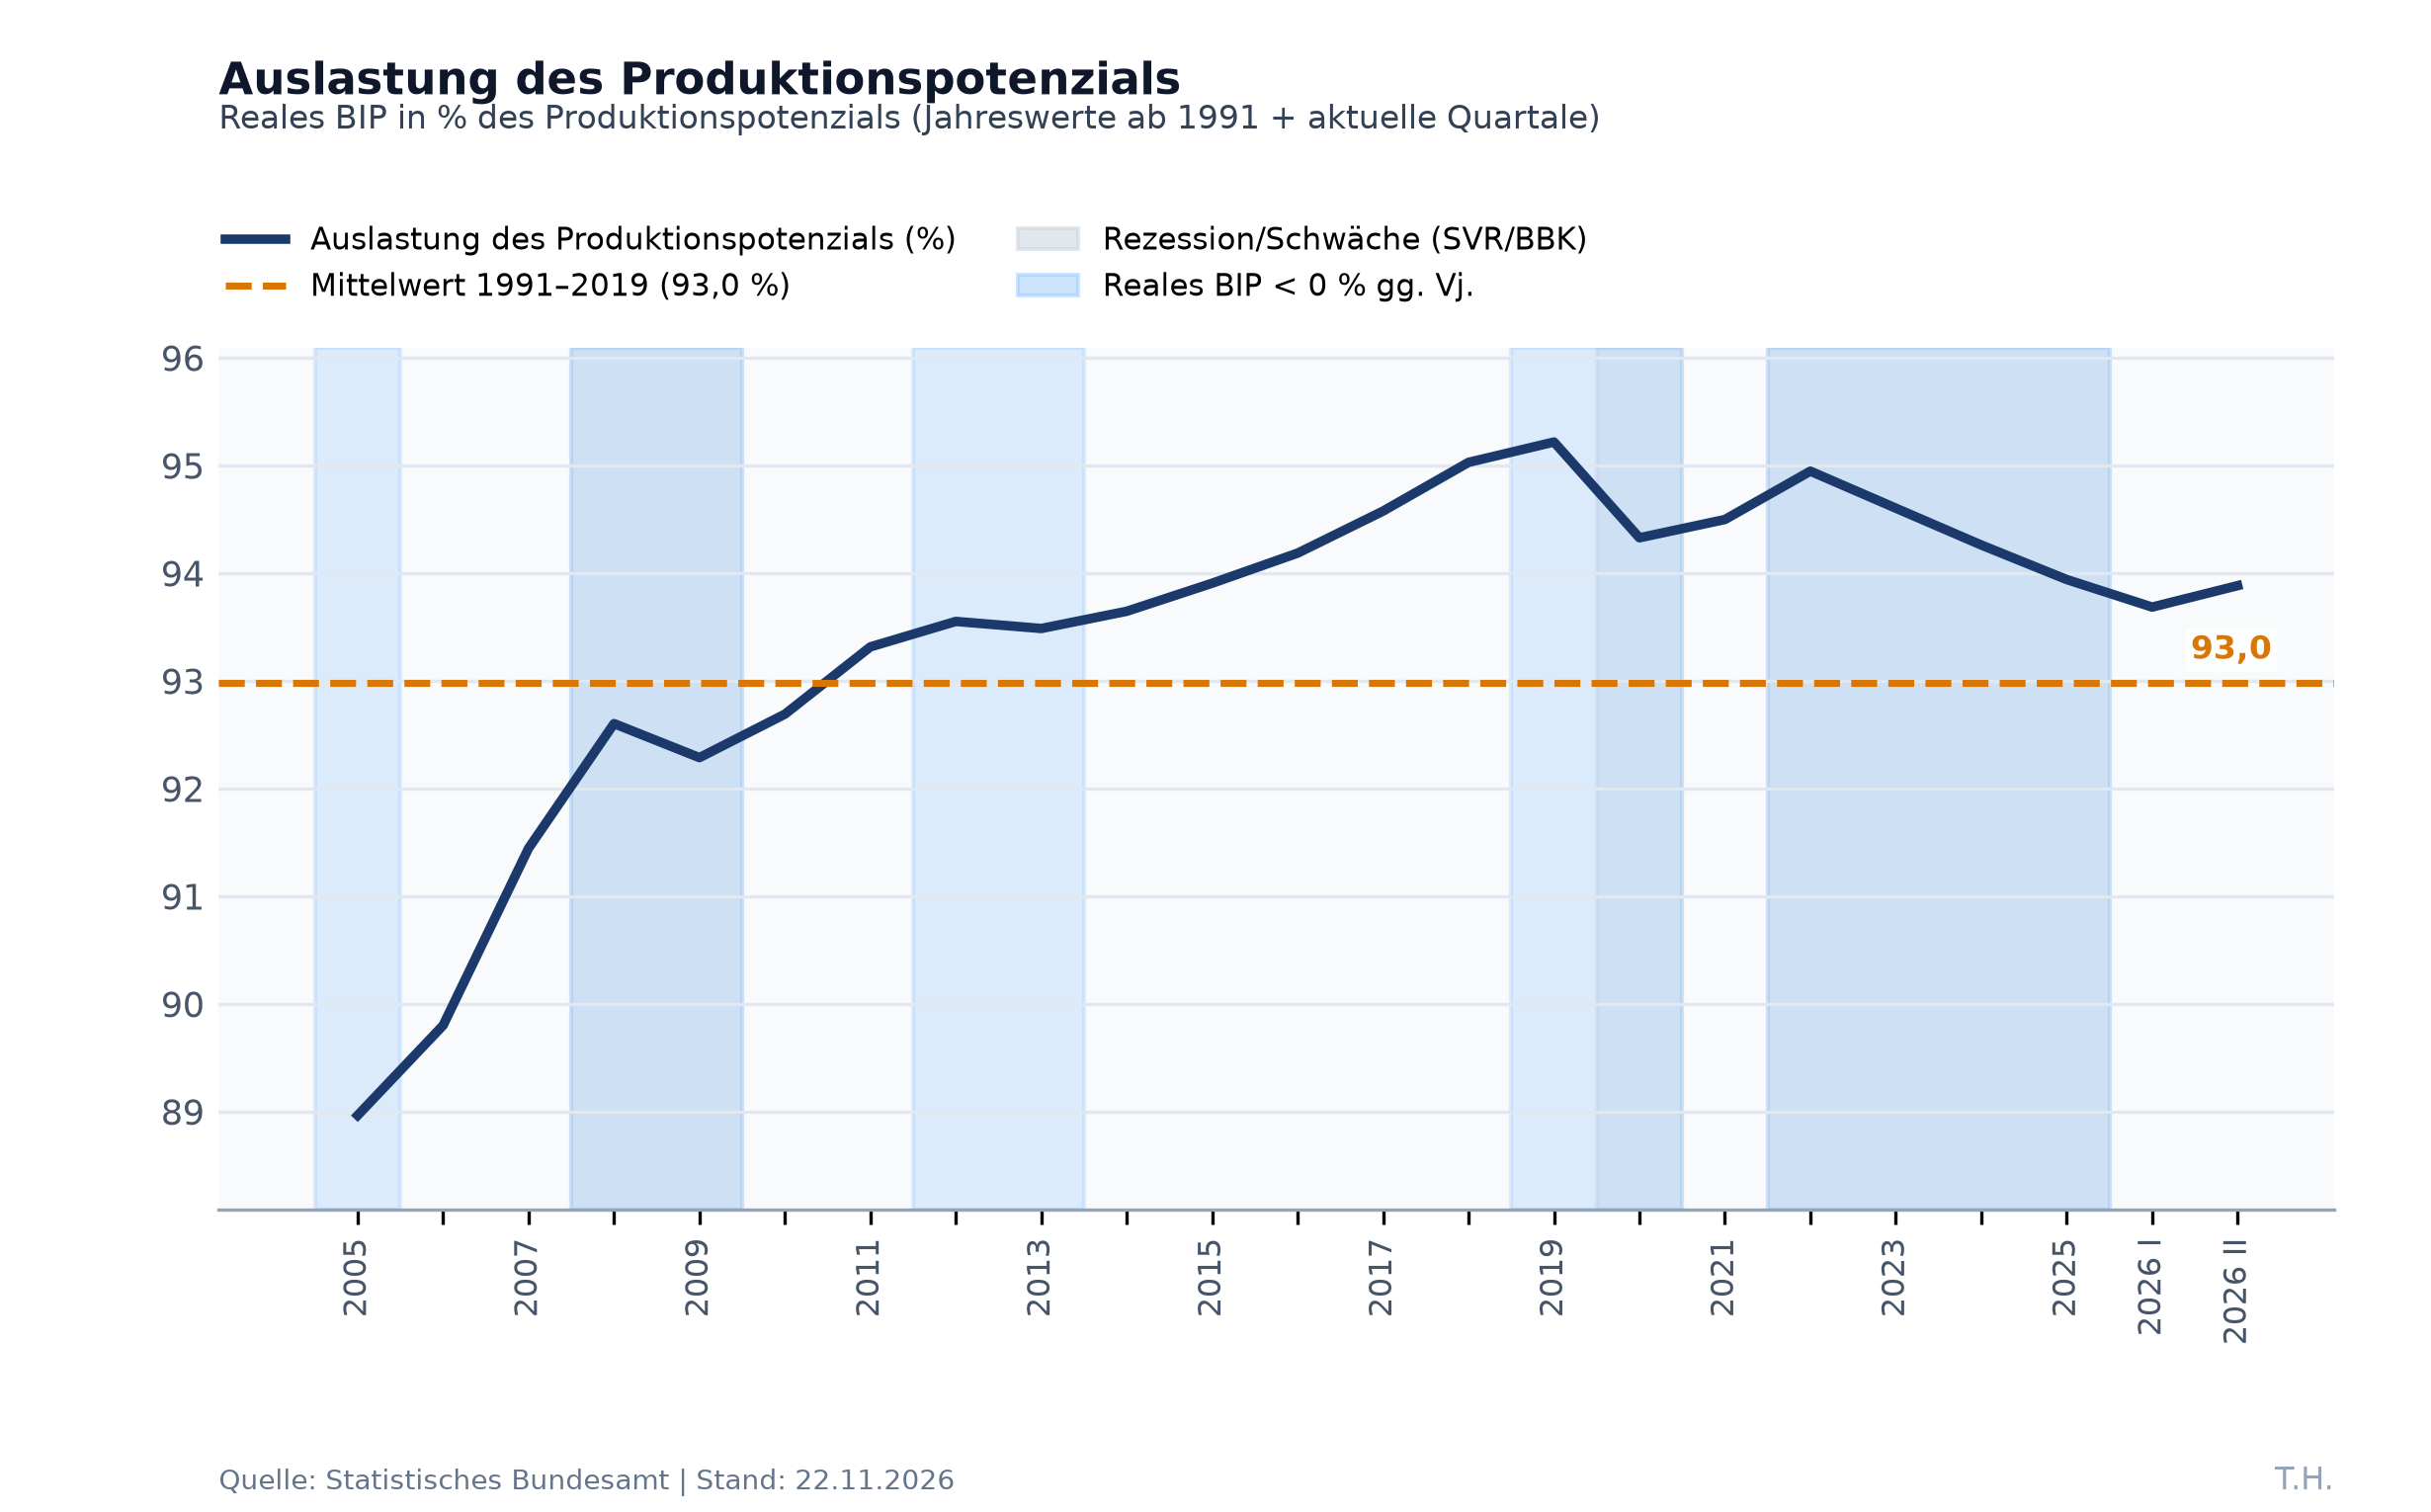 Auslastung des Produktionspotenzials
Reales BIP in % des Produktionspotenzials (Jahreswerte ab 1991 + aktuelle Quartale)
Auslastung des Produktionspotenzials (%)
Mittelwert 1991–2019 (93,0 %)
Rezession/Schwäche (SVR/BBK)
Reales BIP < 0 % gg. Vj.
96
95
94
93
92
91
90
89
93,0
2005
2007
2009
2011
2013
2015
2017
2019
2021
2023
2025
2026 I
2026 II
Quelle: Statistisches Bundesamt | Stand: 22.11.2026
T.H.